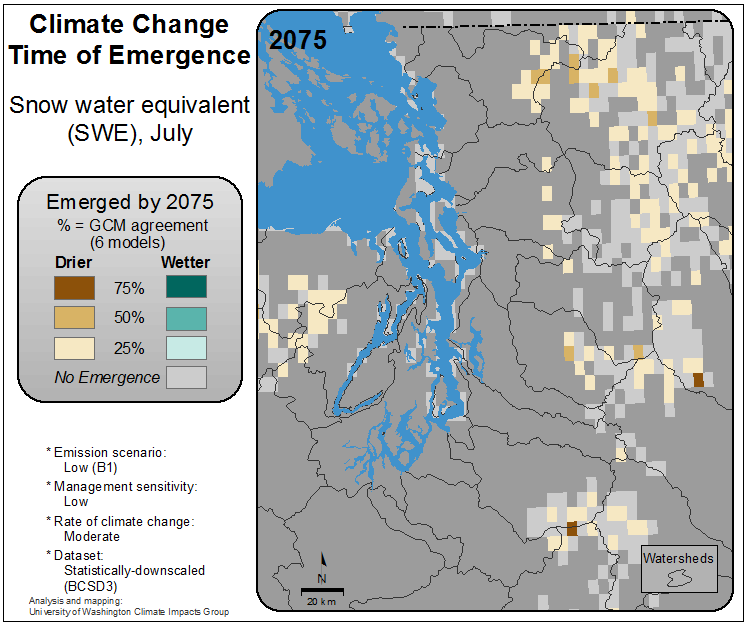 Climate Change
Time of Emergence
Snow water equivalent
(SWE), July
Emerged by 2075
% = GCM agreement
(6 models)
Drier Wetter
75%
50%
25%
No Emergence
* Emission scenario:
Low (B1)
* Management sensitivity:
Low
* Rate of climate change:
Moderate
* Dataset:
Statistically-downscaled
(BCSD3)
Analysis and mapping:
University of Washington Climate Impacts Group
2075
N
20 km
Watersheds